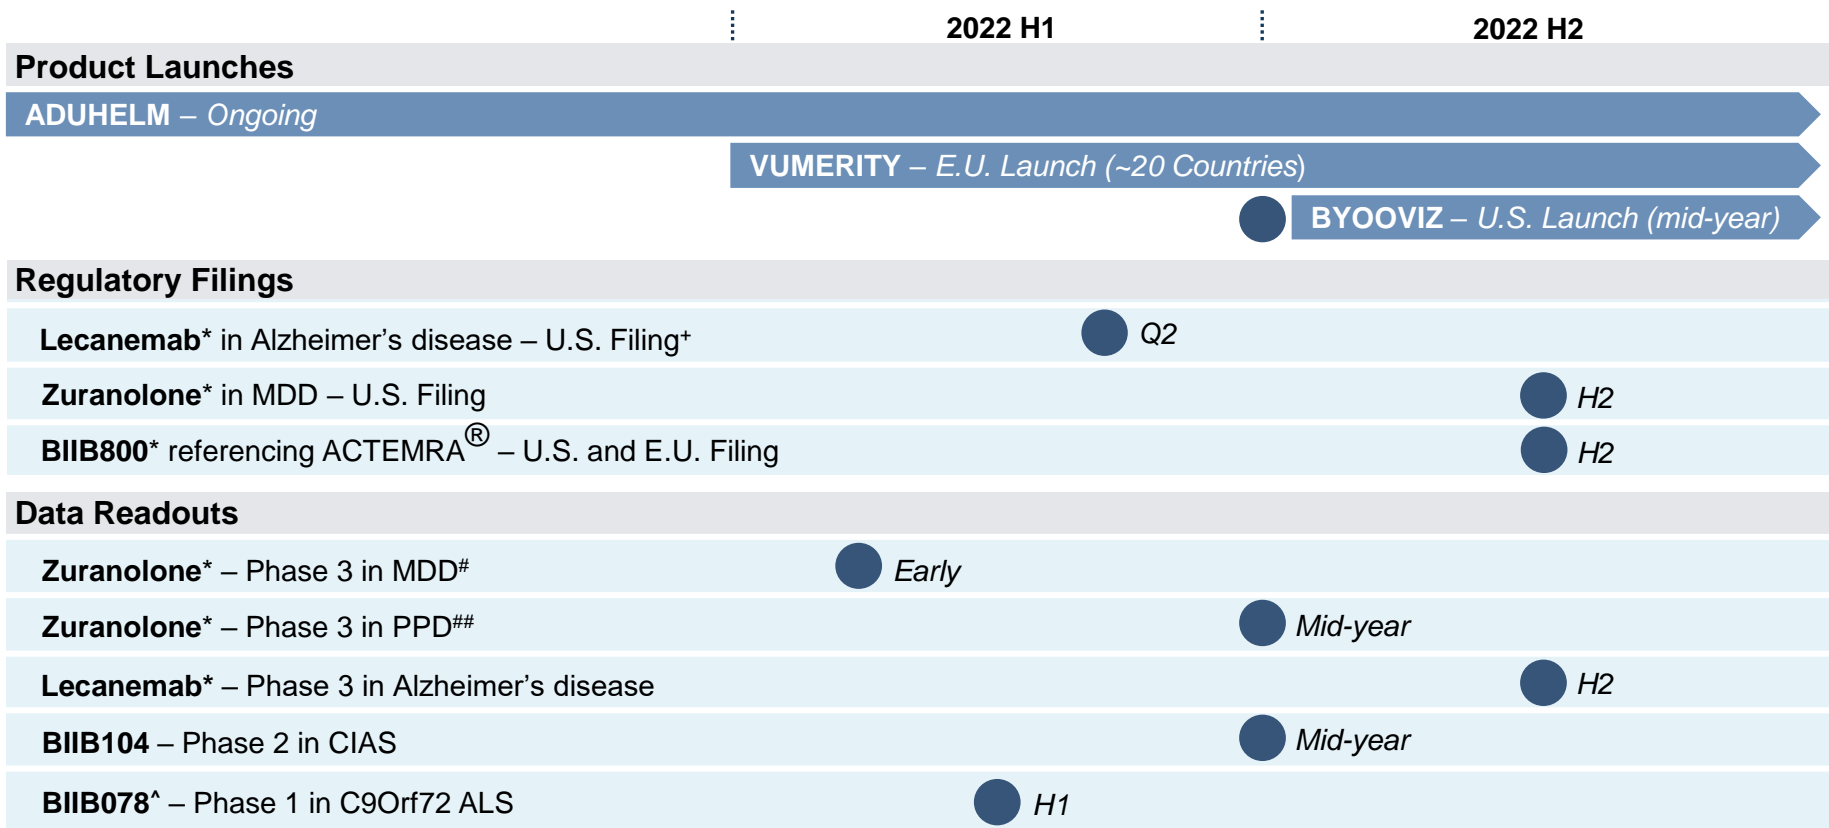 2022 H1 2022 H2
Product Launches
ADUHELM – Ongoing
VUMERITY – E.U. Launch (~20 Countries)
BYOOVIZ – U.S. Launch (mid-year)
Regulatory Filings
Lecanemab* in Alzheimer's disease – U.S. Filing+ Q2
Zuranolone* in MDD – U.S. Filing H2
BIIB800* referencing ACTEMRA® – U.S. and E.U. Filing H2
Data Readouts
Zuranolone* – Phase 3 in MDD# Early
Zuranolone* – Phase 3 in PPD## Mid-year
Lecanemab* – Phase 3 in Alzheimer's disease H2
BIIB104 – Phase 2 in CIAS Mid-year
BIIB078^ – Phase 1 in C9Orf72 ALS H1